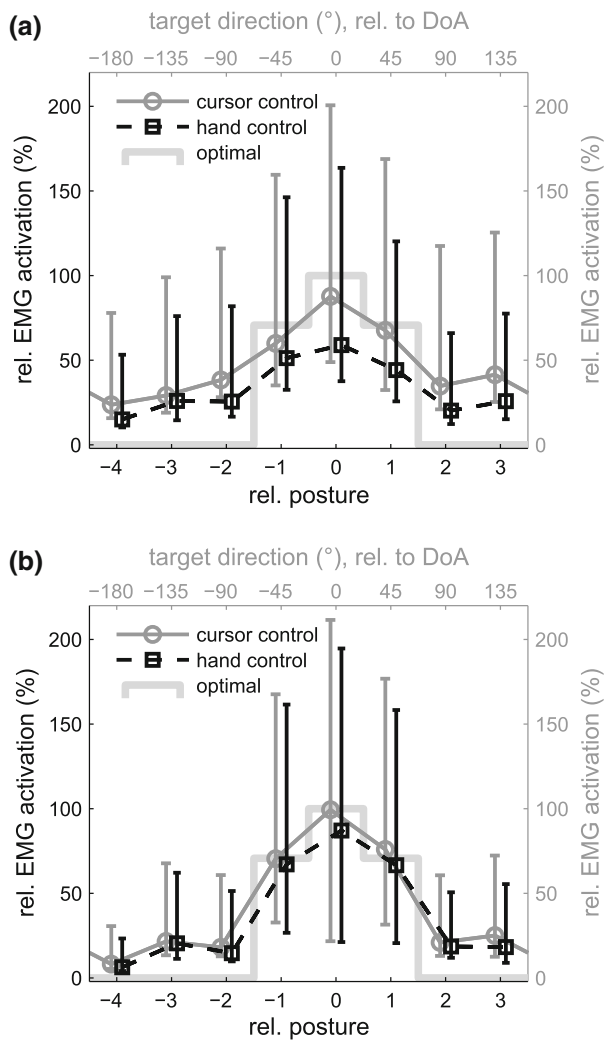 (a)
target direction (°), rel. to DoA
−180 −135 −90 −45 0 45 90 135
200 200
150 150
100 100
50 50
0 0
rel. EMG activation (%)
rel. EMG activation (%)
cursor control
hand control
optimal
−4 −3 −2 −1 0 1 2 3
rel. posture
(b)
target direction (°), rel. to DoA
−180 −135 −90 −45 0 45 90 135
200 200
150 150
100 100
50 50
0 0
rel. EMG activation (%)
rel. EMG activation (%)
cursor control
hand control
optimal
−4 −3 −2 −1 0 1 2 3
rel. posture